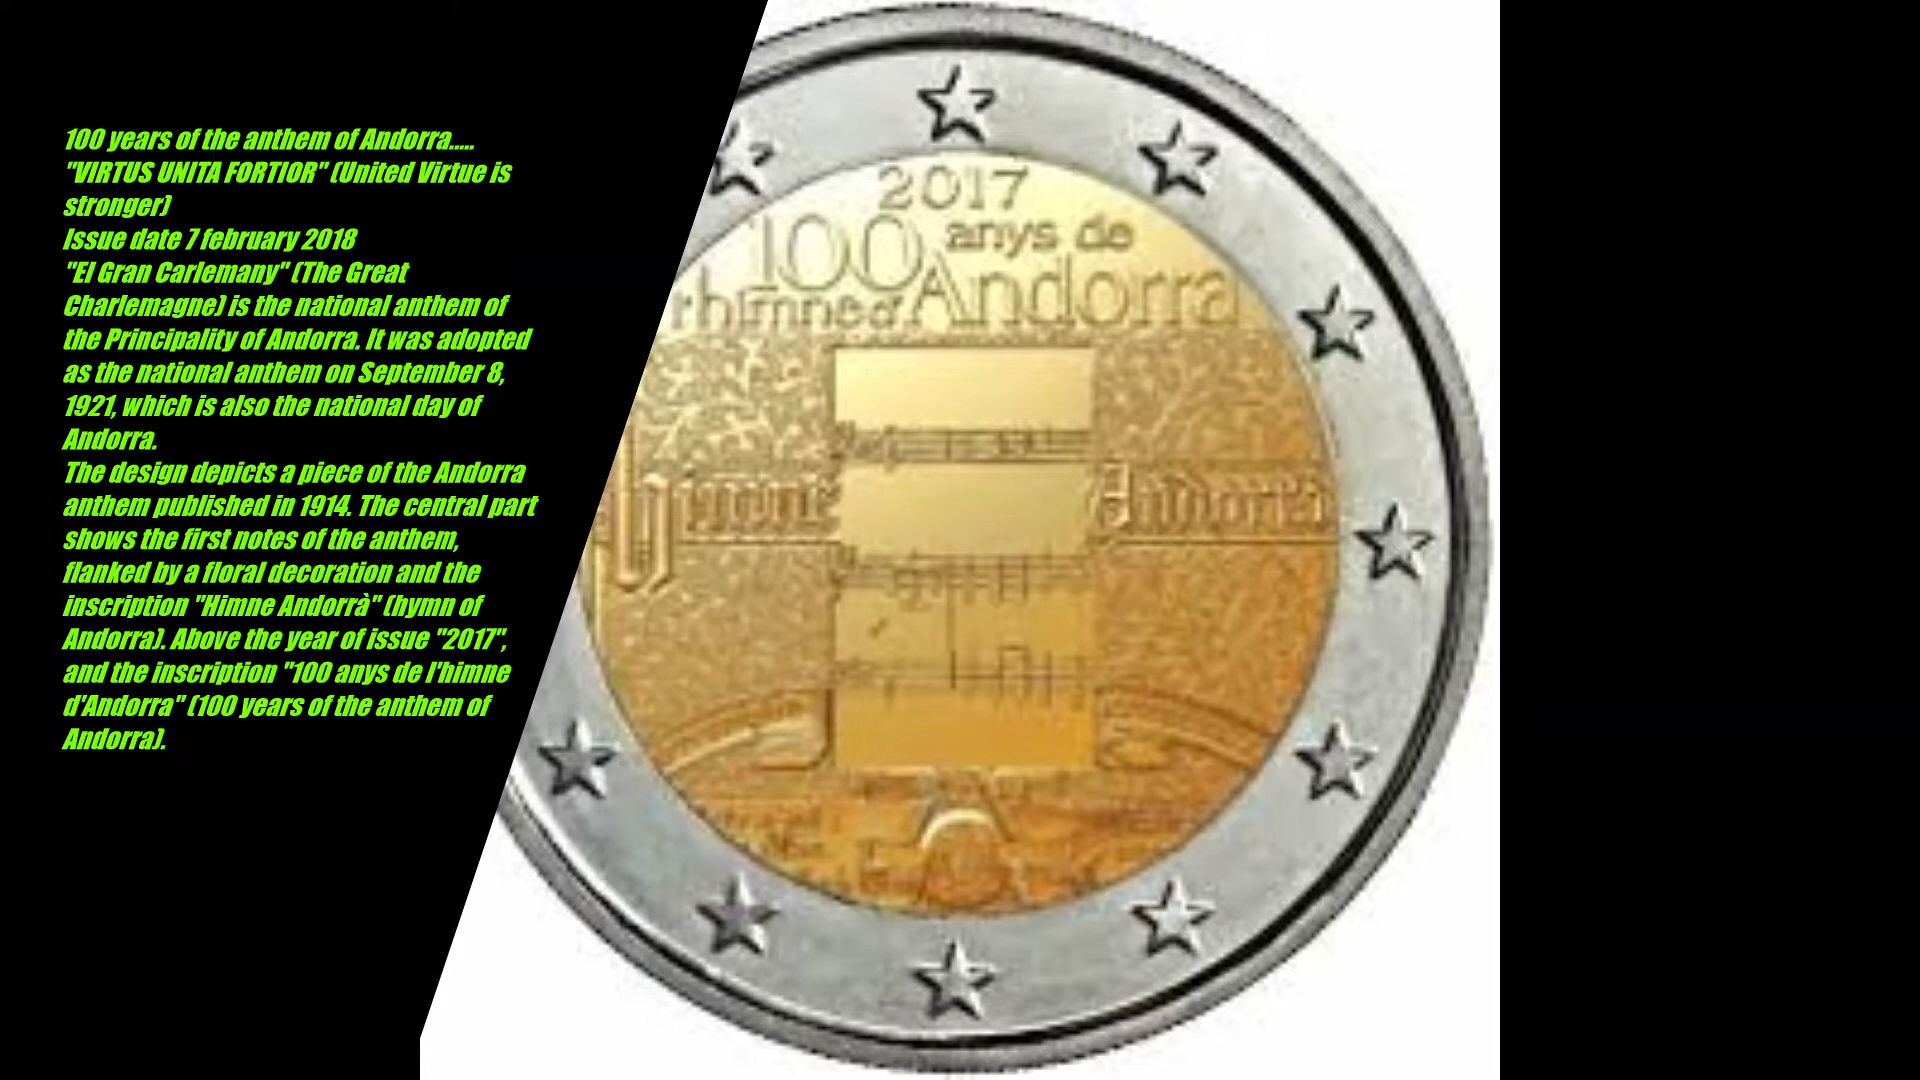 100 years of the anthem of Andorra.....
"VIRTUS UNITA FORTIOR" (United Virtue is
stronger)
Issue date 7 february 2018
"El Gran Carlemany" (The Great
Charlemagne) is the national anthem of
the Principality of Andorra. It was adopted
as the national anthem on September 8,
1921, which is also the national day of
Andorra.
The design depicts a piece of the Andorra
anthem published in 1914. The central part
shows the first notes of the anthem,
flanked by a floral decoration and the
inscription "Himne Andorrà" (hymn of
Andorra). Above the year of issue "2017",
and the inscription "100 anys de l'himne
d'Andorra" (100 years of the anthem of
Andorra).
2017
100 anys de
himne d'Andorra
Himne Andorrà